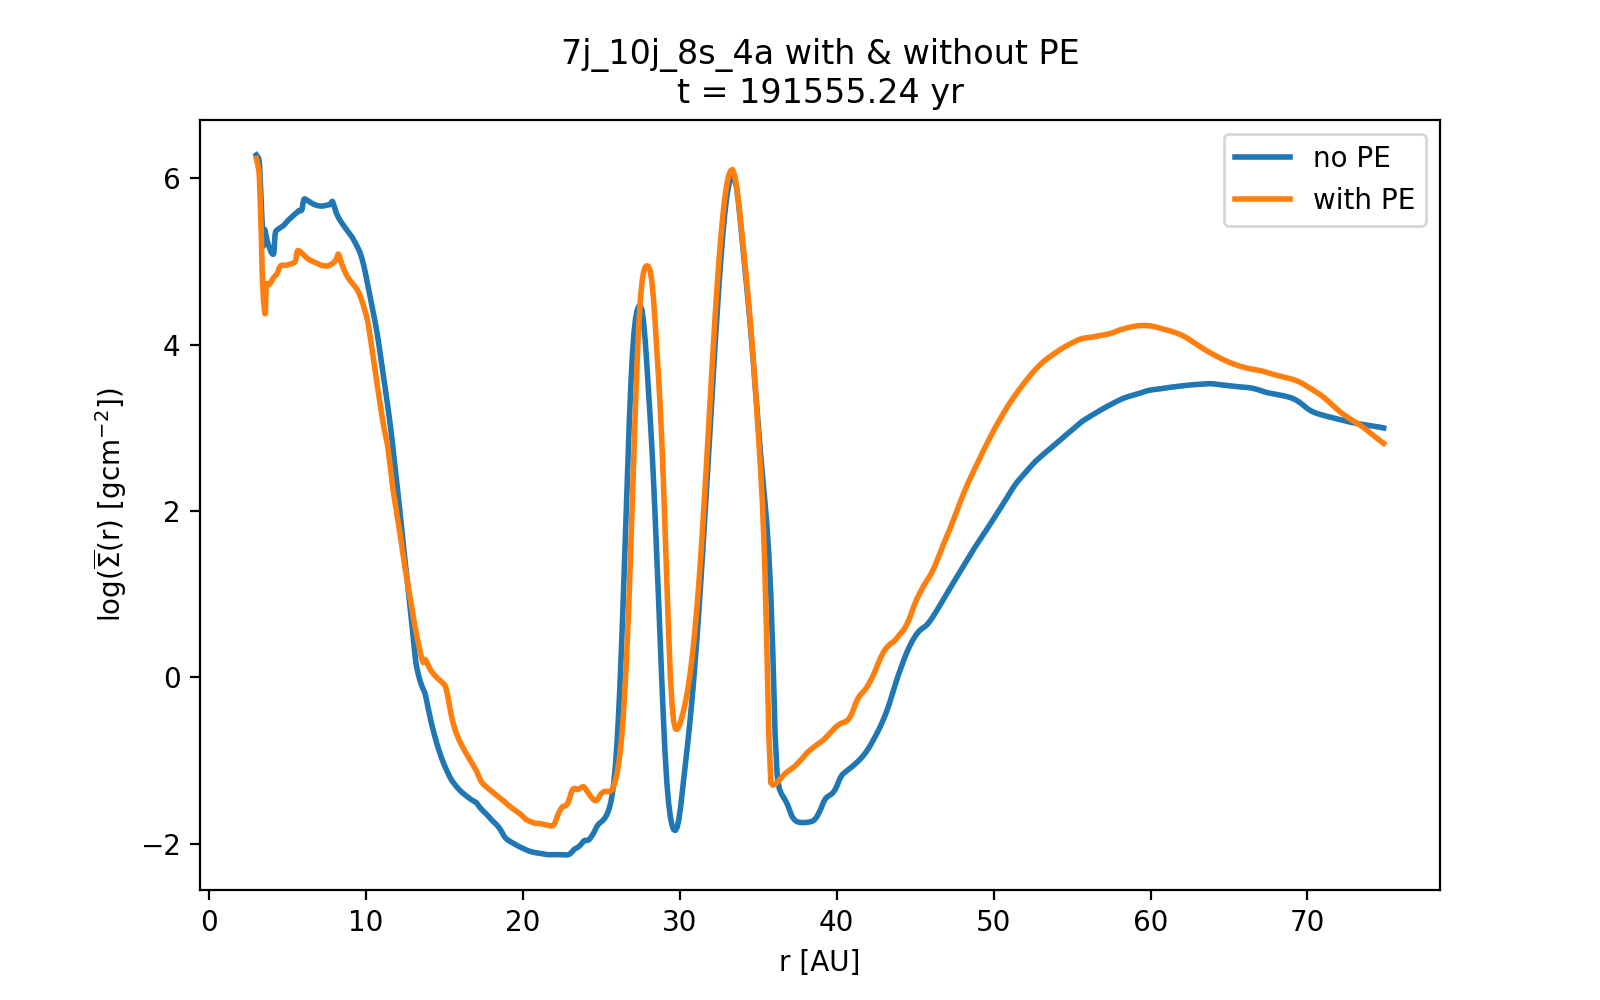 7j_10j_8s_4a with & without PE
t = 191555.24 yr
no PE
with PE
log(Σ̅(r) [gcm⁻²])
6
4
2
0
−2
0 10 20 30 40 50 60 70
r [AU]